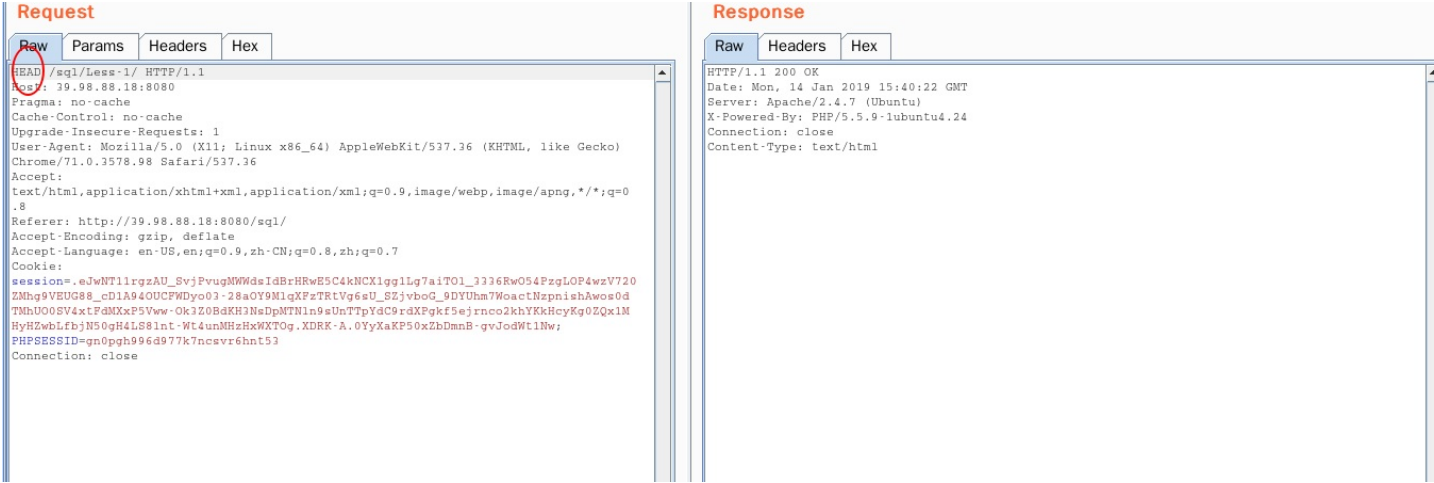 Request
Raw Params Headers Hex
HEAD /sql/Less-1/ HTTP/1.1
Host: 39.98.88.18:8080
Pragma: no-cache
Cache-Control: no-cache
Upgrade-Insecure-Requests: 1
User-Agent: Mozilla/5.0 (X11; Linux x86_64) AppleWebKit/537.36 (KHTML, like Gecko)
Chrome/71.0.3578.98 Safari/537.36
Accept:
text/html,application/xhtml+xml,application/xml;q=0.9,image/webp,image/apng,*/*;q=0
.8
Referer: http://39.98.88.18:8080/sql/
Accept-Encoding: gzip, deflate
Accept-Language: en-US,en;q=0.9,zh-CN;q=0.8,zh;q=0.7
Cookie:
PHPSESSID=gn0pgh996d977k7ncsvr6hnt53
Connection: close
Response
Raw Headers Hex
HTTP/1.1 200 OK
Date: Mon, 14 Jan 2019 15:40:22 GMT
Server: Apache/2.4.7 (Ubuntu)
X-Powered-By: PHP/5.5.9-1ubuntu4.24
Connection: close
Content-Type: text/html